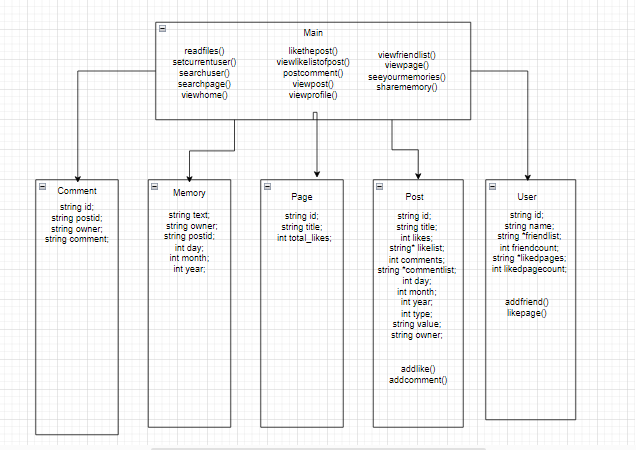 Main
readfiles()
setcurrentuser()
searchuser()
searchpage()
viewhome()
likethepost()
viewlikelistofpost()
postcomment()
viewpost()
viewprofile()
viewfriendlist()
viewpage()
seeyourmemories()
sharememory()
Comment
string id;
string postid;
string owner;
string comment;
Memory
string text;
string owner;
string postid;
int day;
int month;
int year;
Page
string id;
string title;
int total_likes;
Post
string id;
string title;
int likes;
string* likelist;
int comments;
string *commentlist;
int day;
int month;
int year;
int type;
string value;
string owner;
addlike()
addcomment()
User
string id;
string name;
string *friendlist;
int friendcount;
string *likedpages;
int likedpagecount;
addfriend()
likepage()